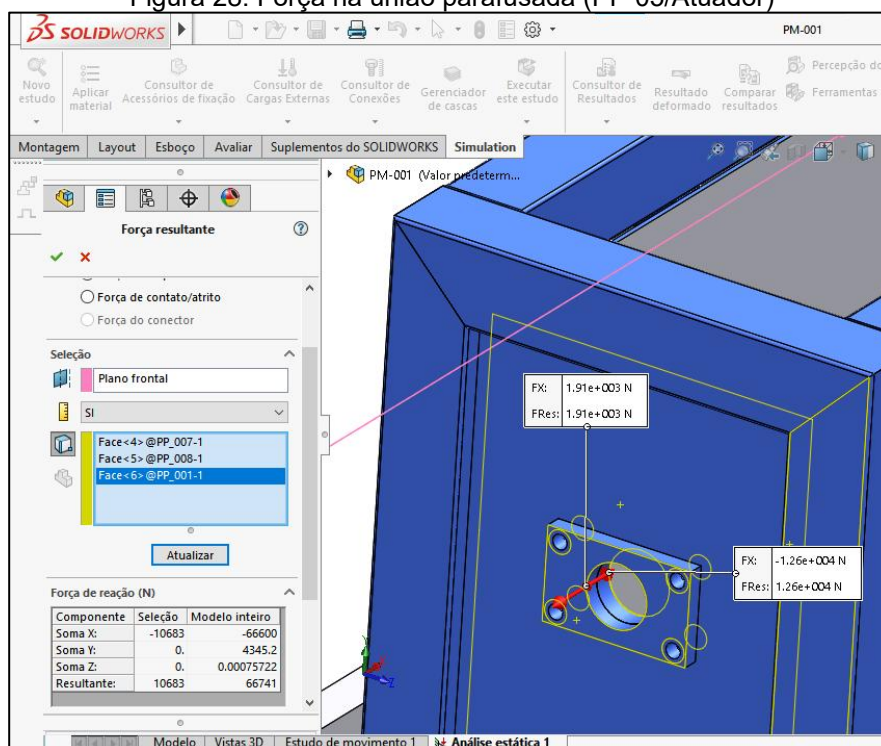 Figura 28: Força na união parafusada (PP-05/Atuador)
SOLIDWORKS
PM-001
Novo estudo
Aplicar material
Consultor de Acessórios de fixação
Consultor de Cargas Externas
Consultor de Conexões
Gerenciador de cascas
Executar este estudo
Consultor de Resultados
Resultado deformado
Comparar resultados
Percepção do
Ferramentas
Montagem Layout Esboço Avaliar Suplementos do SOLIDWORKS Simulation
PM-001 (Valor predeterm...
Força resultante
Força de contato/atrito
Força do conector
Seleção
Plano frontal
SI
Face<4>@PP_007-1
Face<5>@PP_008-1
Face<6>@PP_001-1
Atualizar
Força de reação (N)
Componente Seleção Modelo inteiro
Soma X: -10683 -66600
Soma Y: 0. 4345.2
Soma Z: 0. 0.00075722
Resultante: 10683 66741
FX: 1.91e+003 N
FRes: 1.91e+003 N
FX: -1.26e+004 N
FRes: 1.26e+004 N
Modelo Vistas 3D Estudo de movimento 1 Análise estática 1